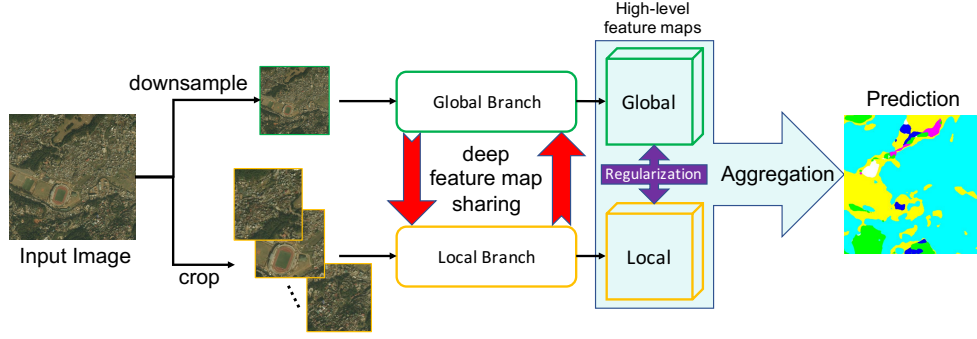 High-level
feature maps
downsample
Global Branch
Global
Prediction
deep
feature map
sharing
Regularization
Aggregation
Input Image
crop
Local Branch
Local